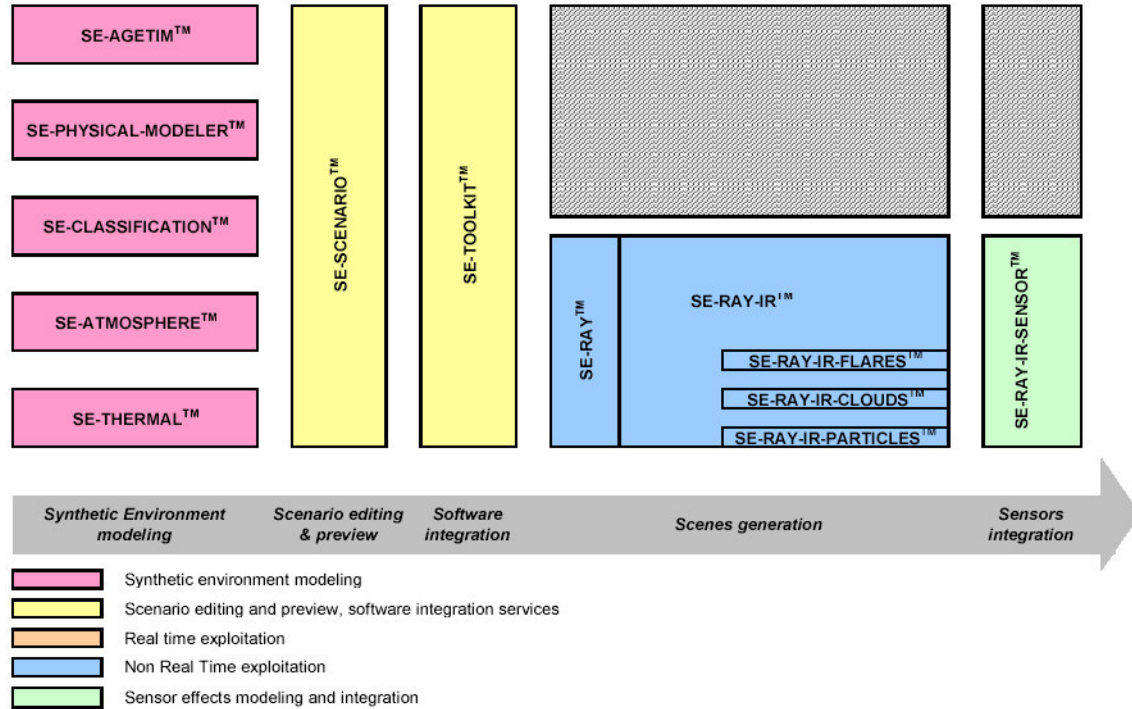 SE-AGETIM™
SE-PHYSICAL-MODELER™
SE-CLASSIFICATION™
SE-ATMOSPHERE™
SE-THERMAL™
SE-SCENARIO™
SE-TOOLKIT™
SE-RAY™
SE-RAY-IR™
SE-RAY-IR-FLARES™
SE-RAY-IR-CLOUDS™
SE-RAY-IR-PARTICLES™
SE-RAY-IR-SENSOR™
Synthetic Environment
modeling
Scenario editing
& preview
Software
integration
Scenes generation
Sensors
integration
Synthetic environment modeling
Scenario editing and preview, software integration services
Real time exploitation
Non Real Time exploitation
Sensor effects modeling and integration